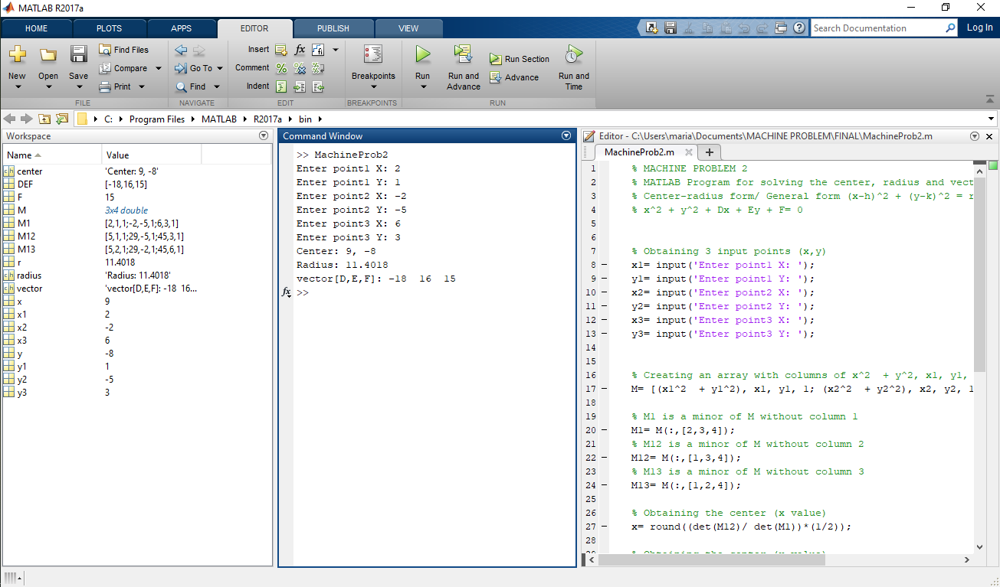 MATLAB R2017a
HOME PLOTS APPS EDITOR PUBLISH VIEW Search Documentation Log In
New Open Save Find Files Compare Print
FILE
Go To Find
NAVIGATE
Insert fx
Comment
Indent
EDIT
Breakpoints
BREAKPOINTS
Run Run and Advance Run Section Advance Run and Time
RUN
C: Program Files MATLAB R2017a bin
Workspace
Name Value
center 'Center: 9, -8'
DEF [-18,16,15]
F 15
M 3x4 double
M1 [2,1,1;-2,-5,1;6,3,1]
M12 [5,1,1;29,-5,1;45,3,1]
M13 [5,2,1;29,-2,1;45,6,1]
r 11.4018
radius 'Radius: 11.4018'
vector 'vector[D,E,F]: -18 16...
x 9
x1 2
x2 -2
x3 6
y -8
y1 1
y2 -5
y3 3
Command Window
>> MachineProb2
Enter point1 X: 2
Enter point1 Y: 1
Enter point2 X: -2
Enter point2 Y: -5
Enter point3 X: 6
Enter point3 Y: 3
Center: 9, -8
Radius: 11.4018
vector[D,E,F]: -18  16  15
fx >>
Editor - C:\Users\maria\Documents\MACHINE PROBLEM\FINAL\MachineProb2.m
MachineProb2.m
1 % MACHINE PROBLEM 2
2 % MATLAB Program for solving the center, radius and vect
3 % Center-radius form/ General form (x-h)^2 + (y-k)^2 = r
4 % x^2 + y^2 + Dx + Ey + F= 0
5
6
7 % Obtaining 3 input points (x,y)
8 – x1= input('Enter point1 X: ');
9 – y1= input('Enter point1 Y: ');
10 – x2= input('Enter point2 X: ');
11 – y2= input('Enter point2 Y: ');
12 – x3= input('Enter point3 X: ');
13 – y3= input('Enter point3 Y: ');
14
15
16 % Creating an array with columns of x^2  + y^2, x1, y1,
17 – M= [(x1^2  + y1^2), x1, y1, 1; (x2^2  + y2^2), x2, y2, 1
18
19 % M1 is a minor of M without column 1
20 – M1= M(:,[2,3,4]);
21 % M12 is a minor of M without column 2
22 – M12= M(:,[1,3,4]);
23 % M13 is a minor of M without column 3
24 – M13= M(:,[1,2,4]);
25
26 % Obtaining the center (x value)
27 – x= round((det(M12)/ det(M1))*(1/2));
28